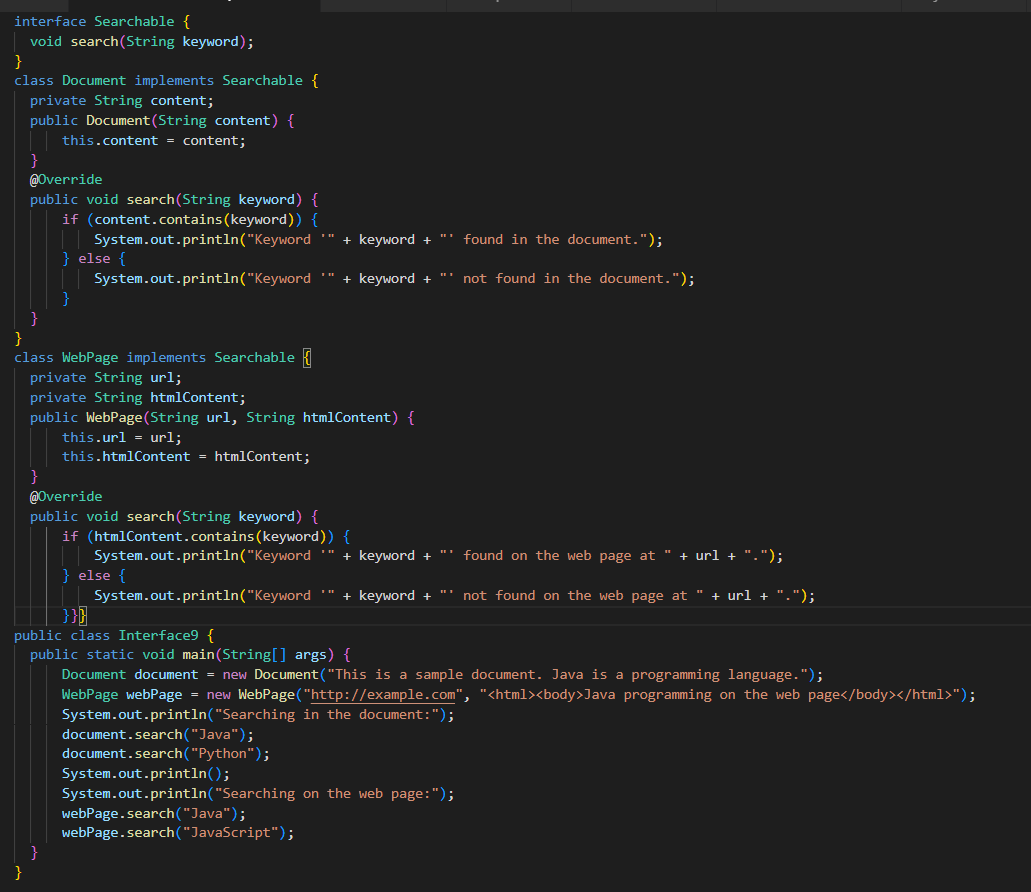 interface Searchable {
void search(String keyword);
}
class Document implements Searchable {
private String content;
public Document(String content) {
this.content = content;
}
@Override
public void search(String keyword) {
if (content.contains(keyword)) {
System.out.println("Keyword '" + keyword + "' found in the document.");
} else {
System.out.println("Keyword '" + keyword + "' not found in the document.");
}
}
}
class WebPage implements Searchable {
private String url;
private String htmlContent;
public WebPage(String url, String htmlContent) {
this.url = url;
this.htmlContent = htmlContent;
}
@Override
public void search(String keyword) {
if (htmlContent.contains(keyword)) {
System.out.println("Keyword '" + keyword + "' found on the web page at " + url + ".");
} else {
System.out.println("Keyword '" + keyword + "' not found on the web page at " + url + ".");
}}}
public class Interface9 {
public static void main(String[] args) {
Document document = new Document("This is a sample document. Java is a programming language.");
WebPage webPage = new WebPage("http://example.com", "<html><body>Java programming on the web page</body></html>");
System.out.println("Searching in the document:");
document.search("Java");
document.search("Python");
System.out.println();
System.out.println("Searching on the web page:");
webPage.search("Java");
webPage.search("JavaScript");
}
}